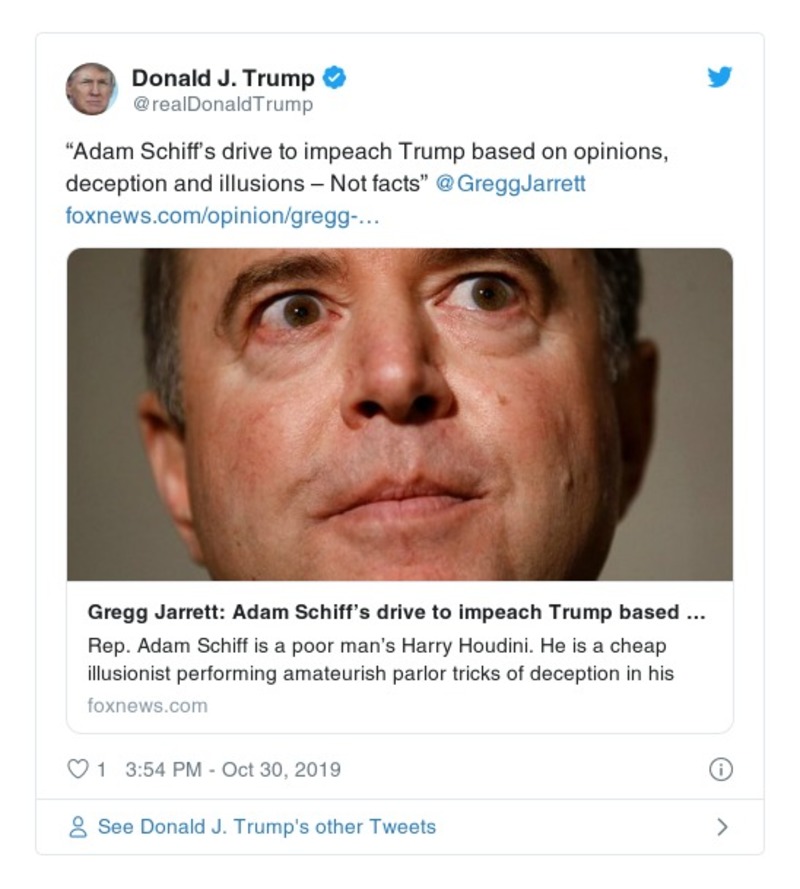 Donald J. Trump
@realDonaldTrump
“Adam Schiff’s drive to impeach Trump based on opinions,
deception and illusions – Not facts” @GreggJarrett
foxnews.com/opinion/gregg-…
Gregg Jarrett: Adam Schiff’s drive to impeach Trump based ...
Rep. Adam Schiff is a poor man’s Harry Houdini. He is a cheap
illusionist performing amateurish parlor tricks of deception in his
foxnews.com
1 3:54 PM - Oct 30, 2019
See Donald J. Trump's other Tweets